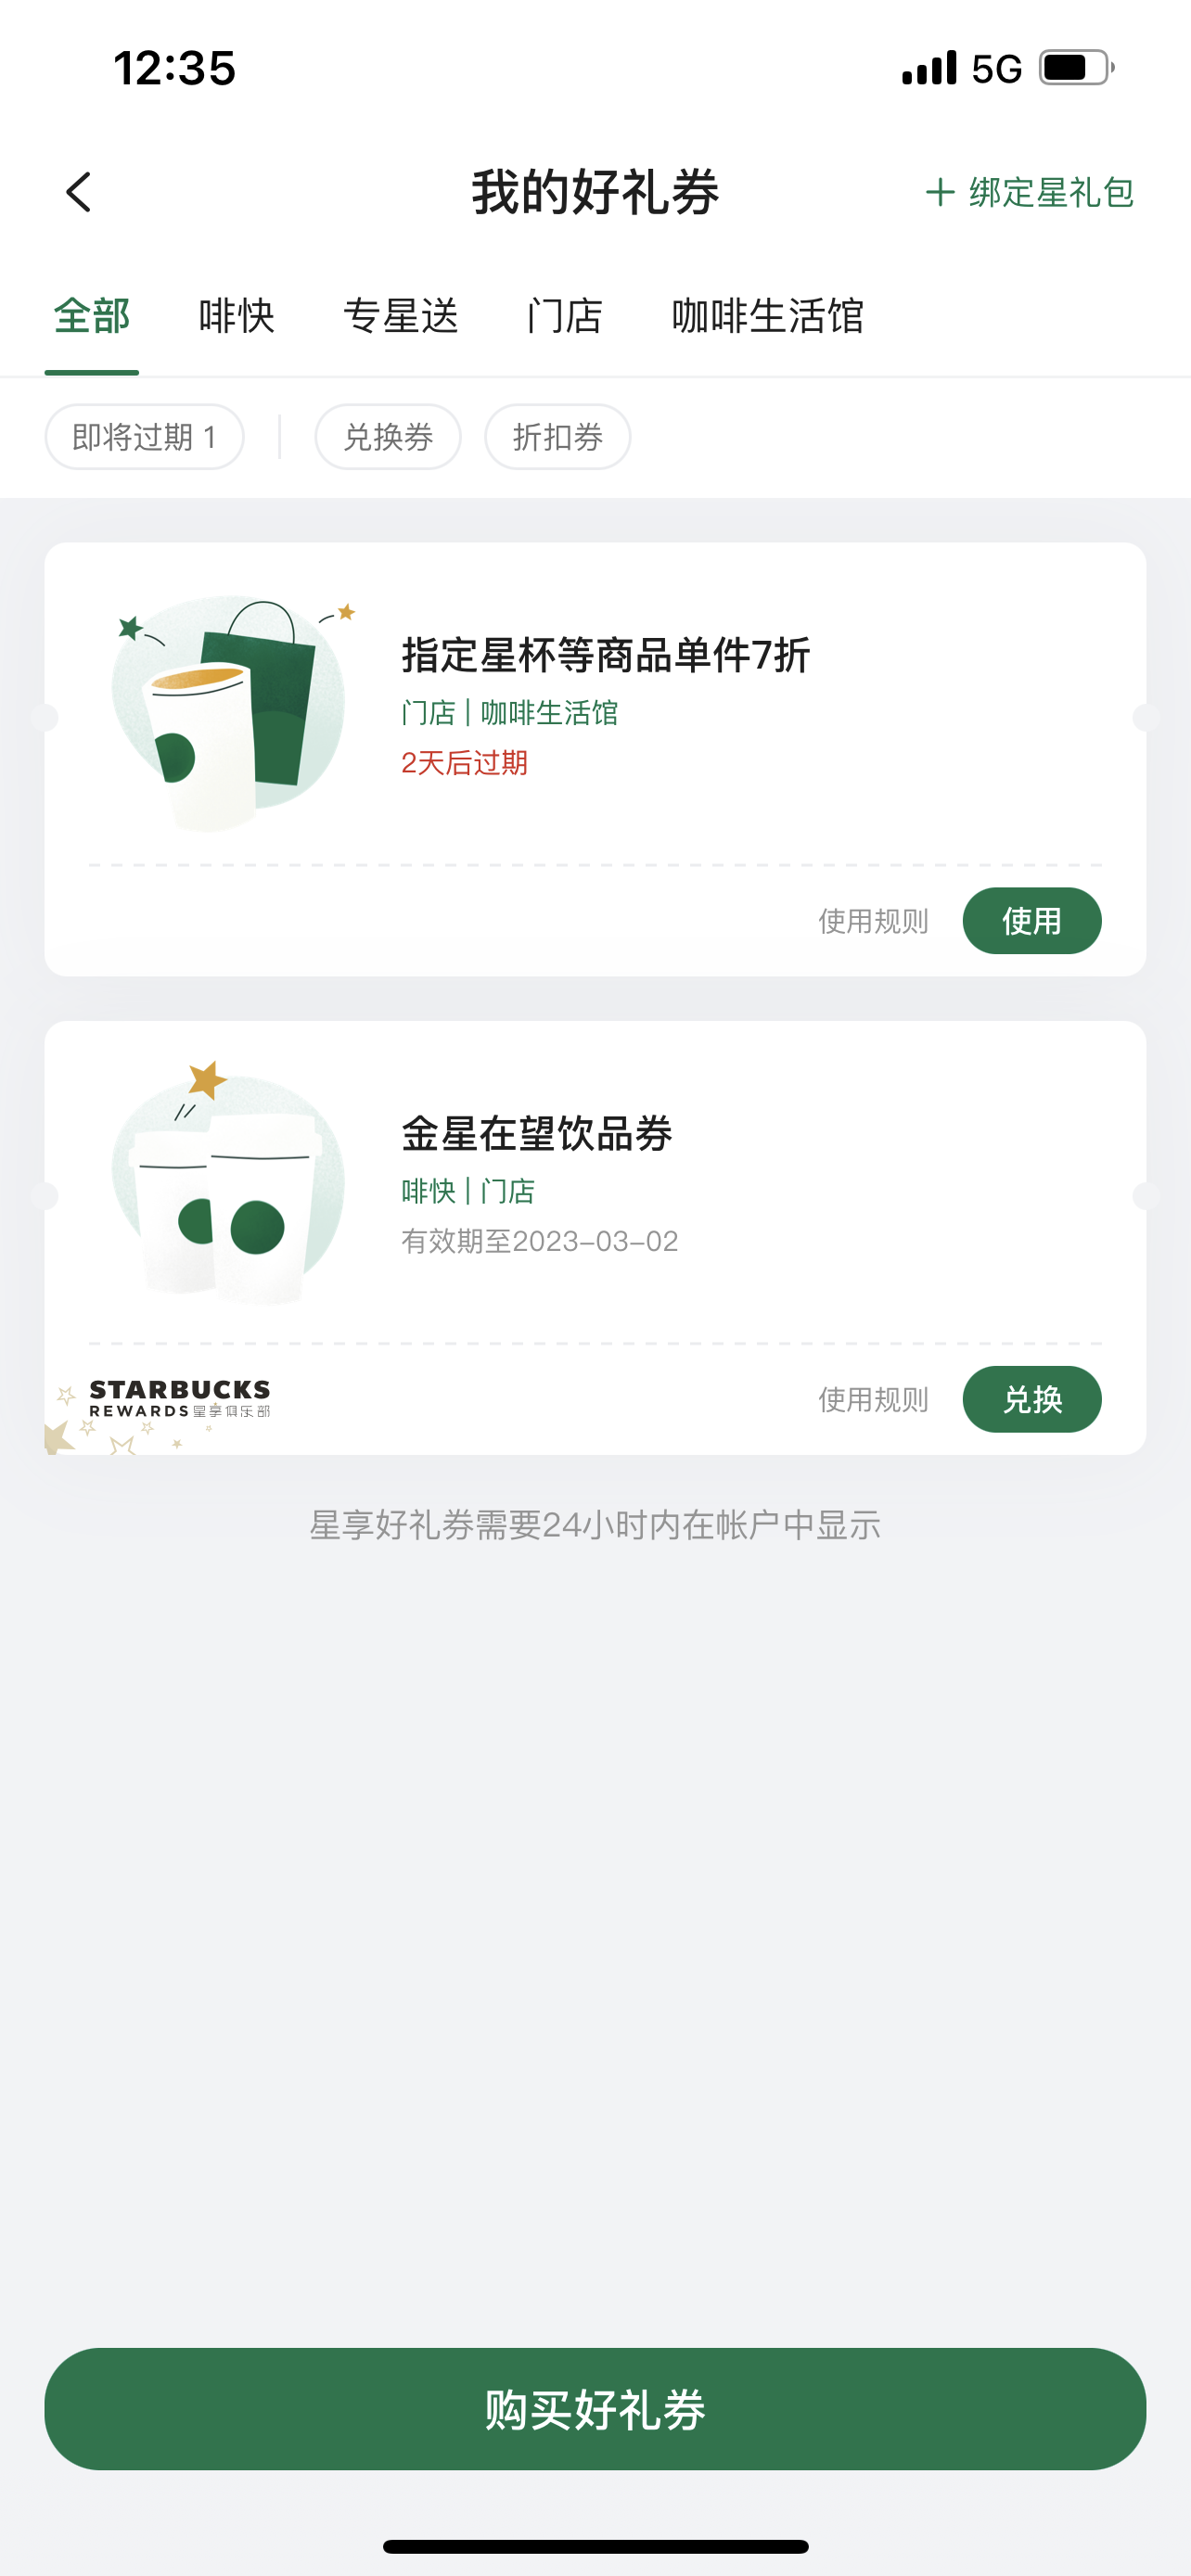 12:35
5G
我的好礼券
绑定星礼包
全部 啡快 专星送 门店 咖啡生活馆
即将过期 1 兑换券 折扣券
指定星杯等商品单件7折
门店 | 咖啡生活馆
2天后过期
使用规则 使用
金星在望饮品券
啡快 | 门店
有效期至2023-03-02
STARBUCKS
REWARDS 星享俱乐部
使用规则 兑换
星享好礼券需要24小时内在帐户中显示
购买好礼券